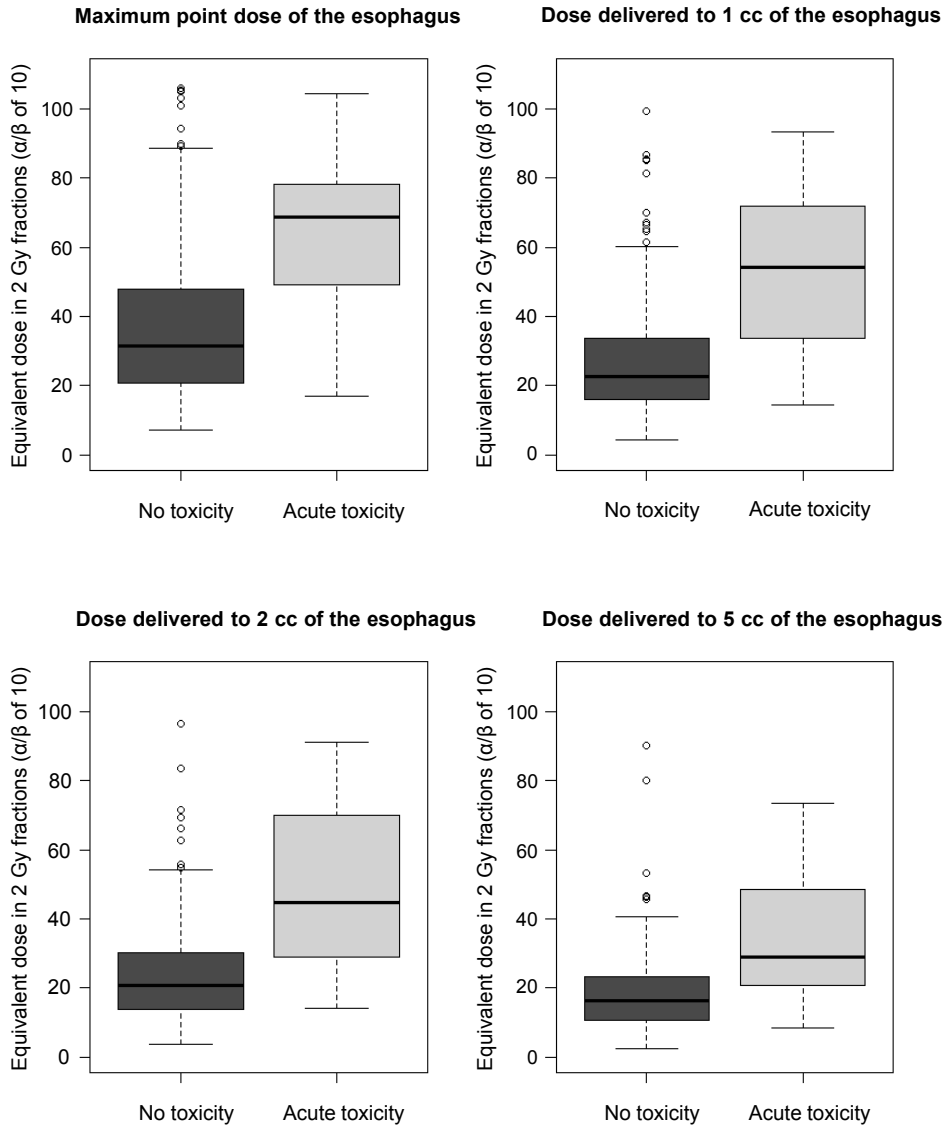 Maximum point dose of the esophagus
Equivalent dose in 2 Gy fractions (α/β of 10)
100
80
60
40
20
0
No toxicity
Acute toxicity
Dose delivered to 1 cc of the esophagus
Equivalent dose in 2 Gy fractions (α/β of 10)
100
80
60
40
20
0
No toxicity
Acute toxicity
Dose delivered to 2 cc of the esophagus
Equivalent dose in 2 Gy fractions (α/β of 10)
100
80
60
40
20
0
No toxicity
Acute toxicity
Dose delivered to 5 cc of the esophagus
Equivalent dose in 2 Gy fractions (α/β of 10)
100
80
60
40
20
0
No toxicity
Acute toxicity